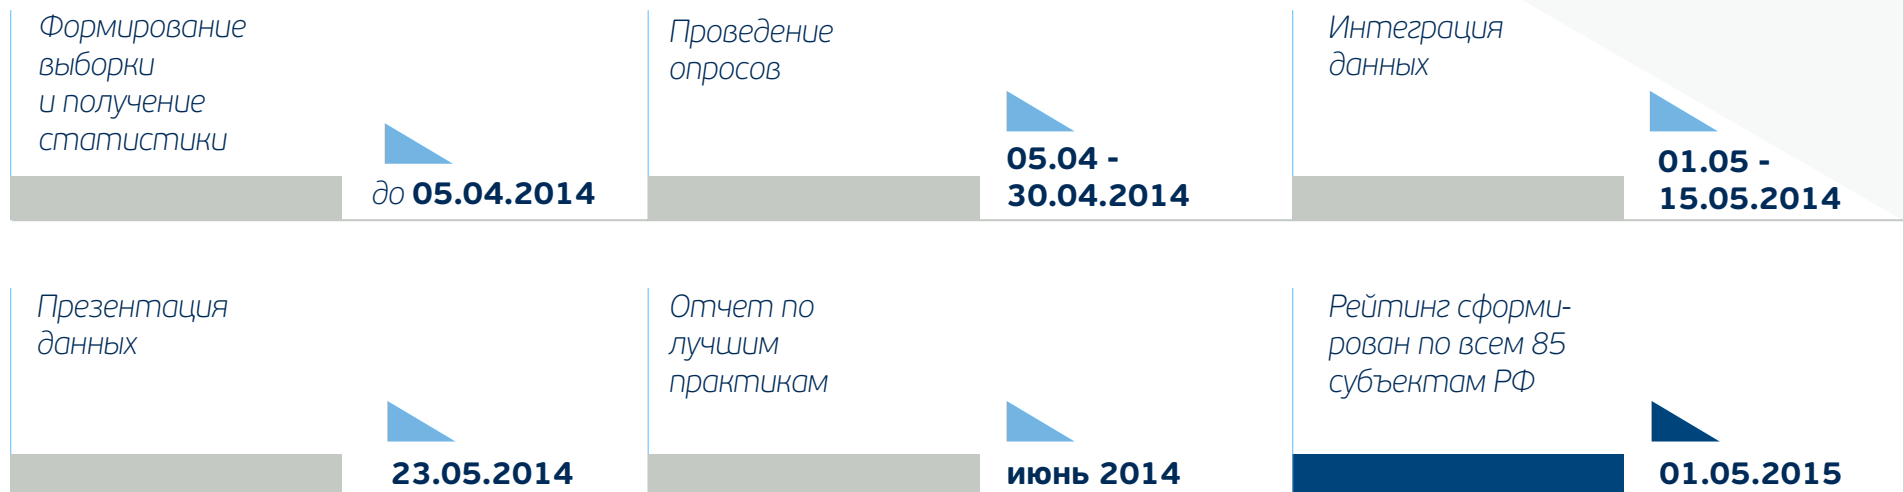 Формирование
выборки
и получение
статистики
до 05.04.2014
Проведение
опросов
05.04 -
30.04.2014
Интеграция
данных
01.05 -
15.05.2014
Презентация
данных
23.05.2014
Отчет по
лучшим
практикам
июнь 2014
Рейтинг сформи-
рован по всем 85
субъектам РФ
01.05.2015